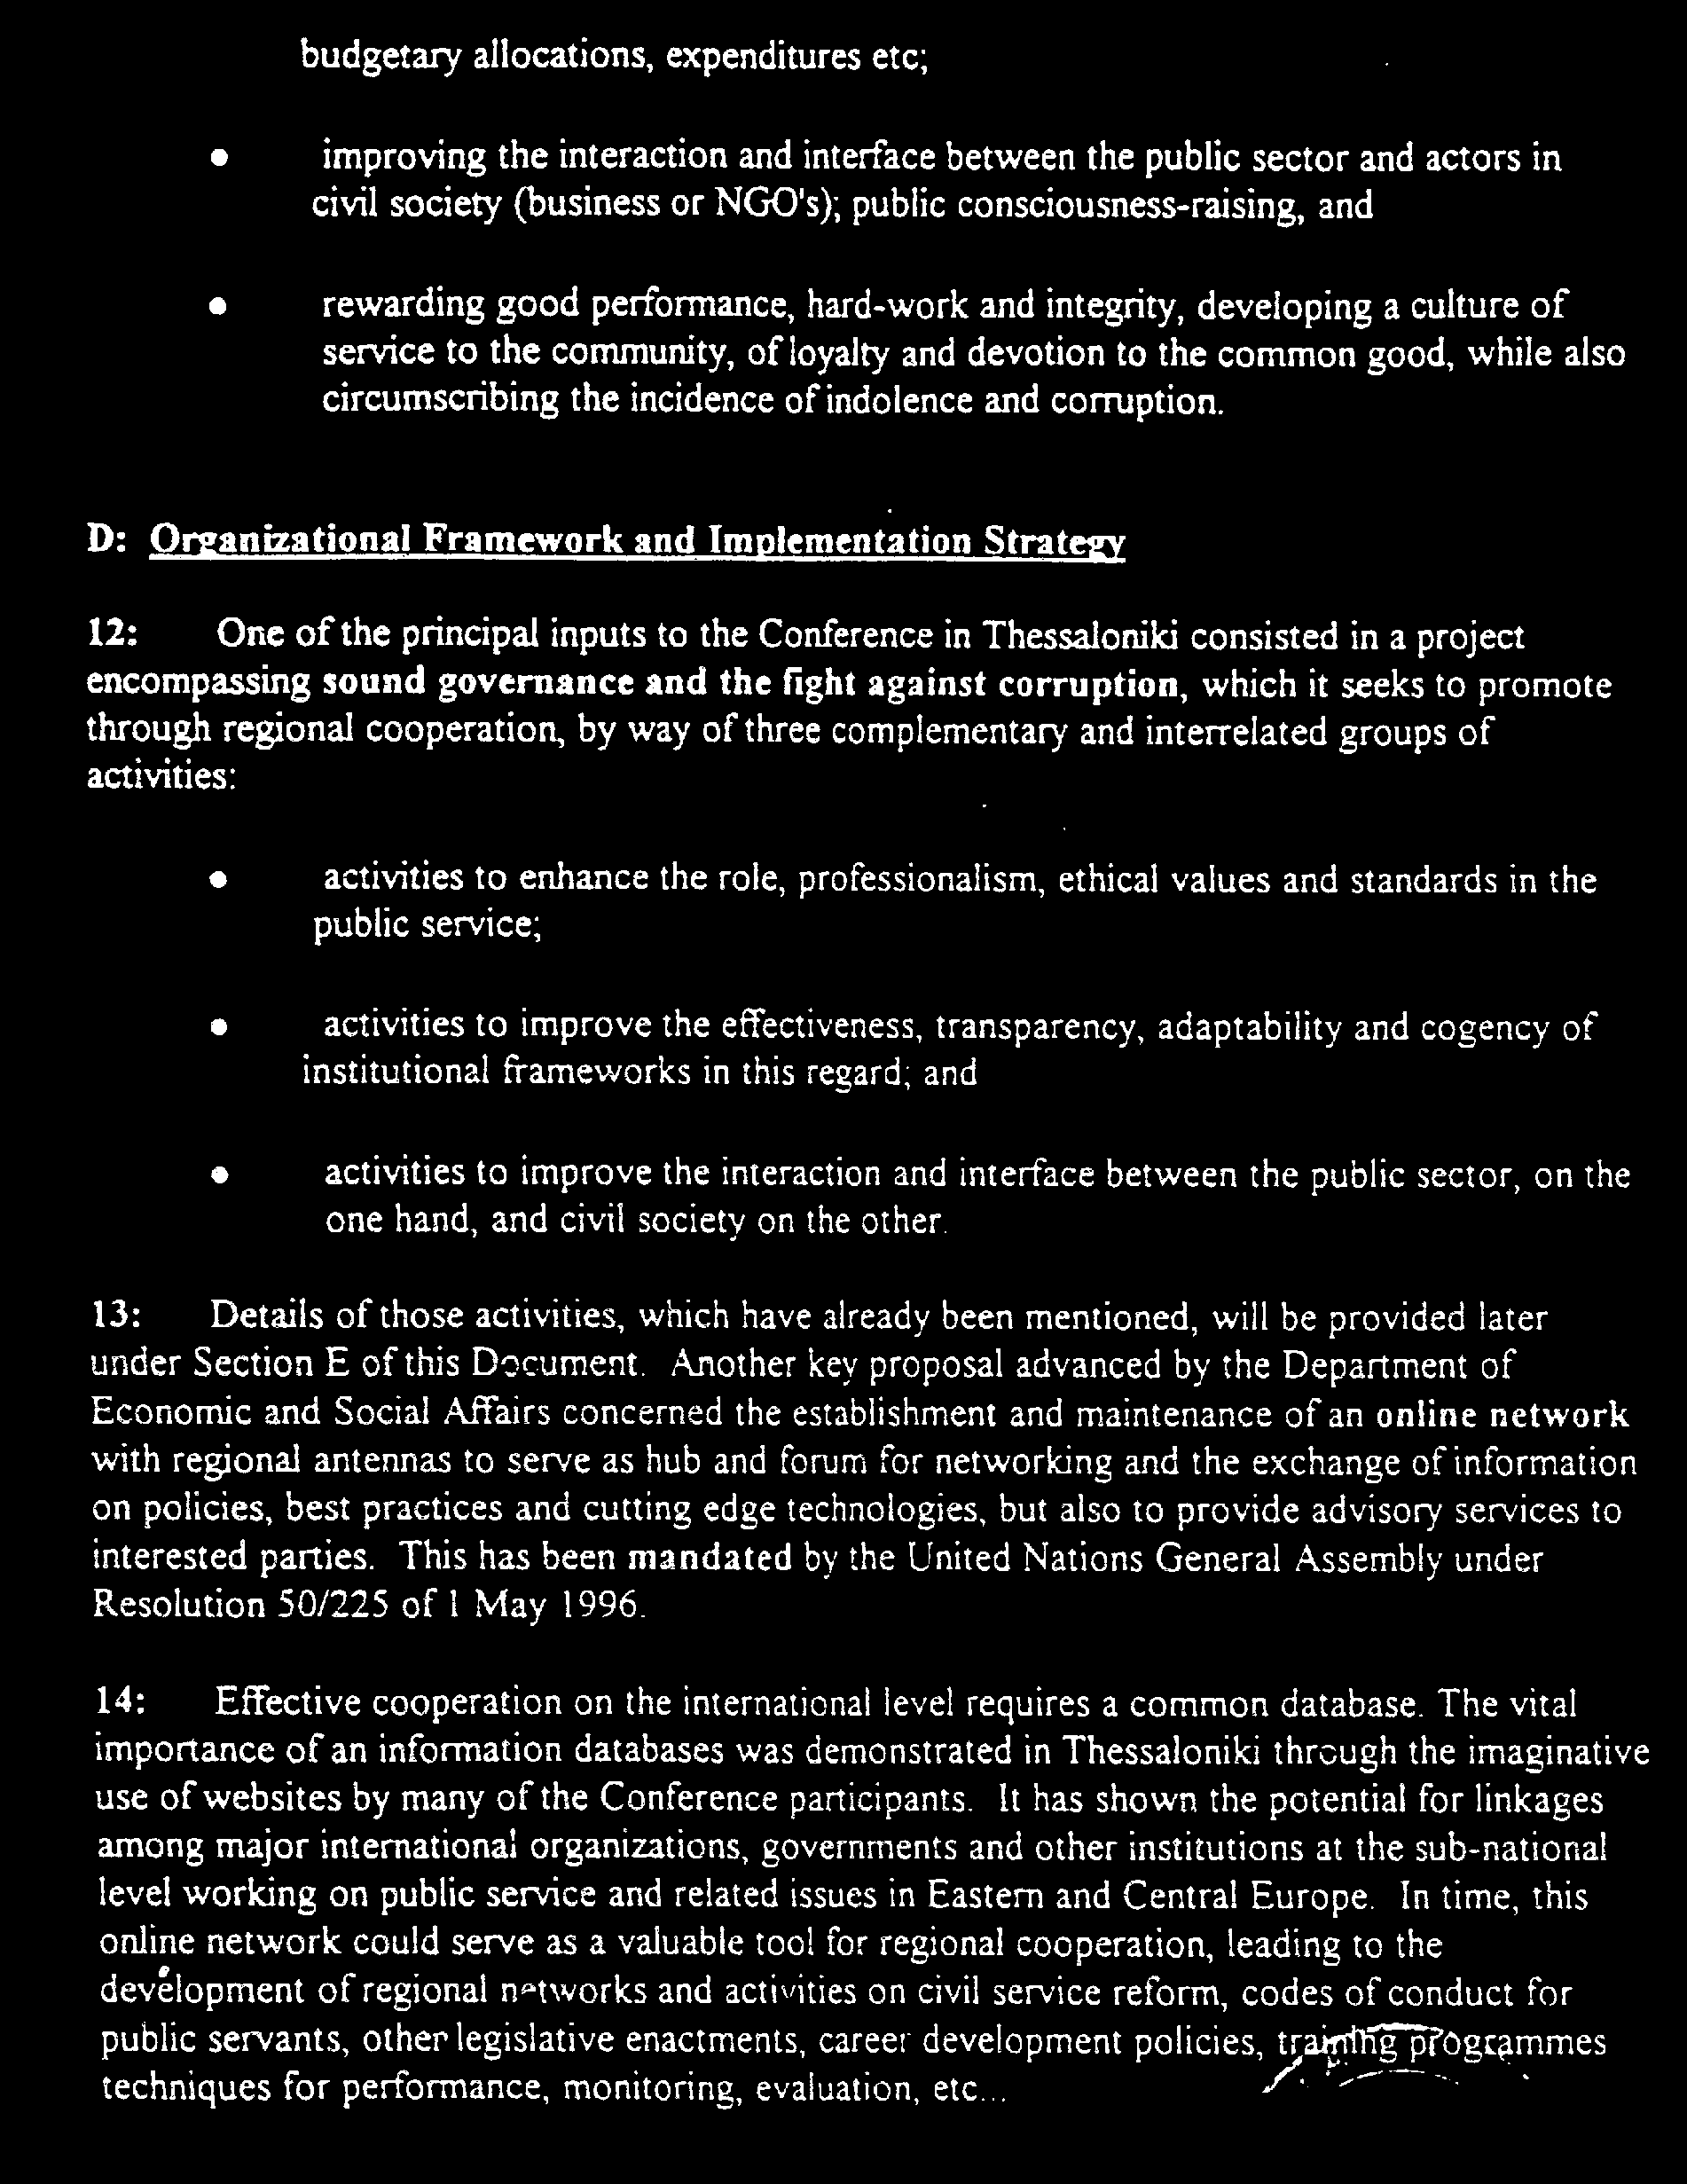 budgetary allocations, expenditures etc;
• improving the interaction and interface between the public sector and actors in
civil society (business or NGO's); public consciousness-raising, and
• rewarding good performance, hard-work and integrity, developing a culture of
service to the community, of loyalty and devotion to the common good, while also
circumscribing the incidence of indolence and corruption.
D: Organizational Framework and Implementation Strategy
12: One of the principal inputs to the Conference in Thessaloniki consisted in a project
encompassing sound governance and the fight against corruption, which it seeks to promote
through regional cooperation, by way of three complementary and interrelated groups of
activities:
• activities to enhance the role, professionalism, ethical values and standards in the
public service;
• activities to improve the effectiveness, transparency, adaptability and cogency of
institutional frameworks in this regard; and
• activities to improve the interaction and interface between the public sector, on the
one hand, and civil society on the other.
13: Details of those activities, which have already been mentioned, will be provided later
under Section E of this Document. Another key proposal advanced by the Department of
Economic and Social Affairs concerned the establishment and maintenance of an online network
with regional antennas to serve as hub and forum for networking and the exchange of information
on policies, best practices and cutting edge technologies, but also to provide advisory services to
interested parties. This has been mandated by the United Nations General Assembly under
Resolution 50/225 of 1 May 1996.
14: Effective cooperation on the international level requires a common database. The vital
importance of an information databases was demonstrated in Thessaloniki through the imaginative
use of websites by many of the Conference participants. It has shown the potential for linkages
among major international organizations, governments and other institutions at the sub-national
level working on public service and related issues in Eastern and Central Europe. In time, this
online network could serve as a valuable tool for regional cooperation, leading to the
development of regional networks and activities on civil service reform, codes of conduct for
public servants, other legislative enactments, career development policies, training programmes
techniques for performance, monitoring, evaluation, etc...